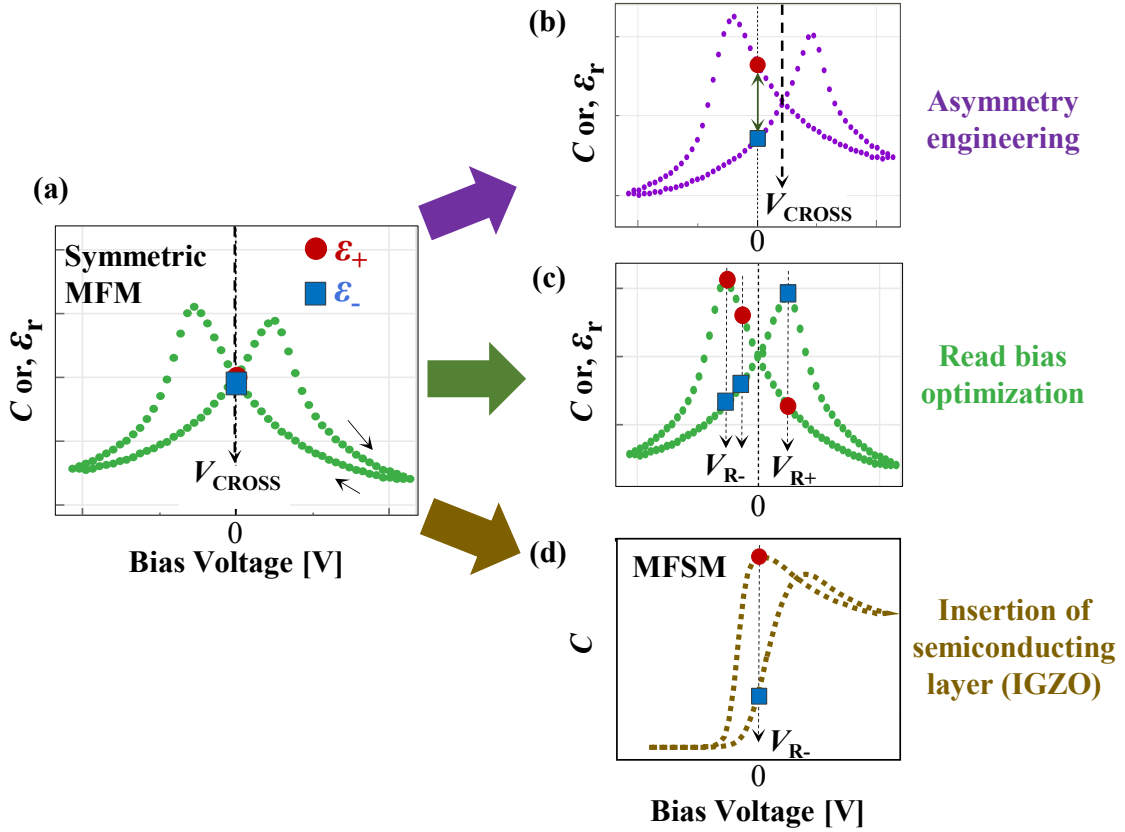 (a)
Symmetric
MFM
ε+
ε-
C or, εr
VCROSS
0
Bias Voltage [V]
(b)
C or, εr
VCROSS
0
Asymmetry
engineering
(c)
C or, εr
VR-
VR+
0
Read bias
optimization
(d)
MFSM
C
VR-
0
Bias Voltage [V]
Insertion of
semiconducting
layer (IGZO)